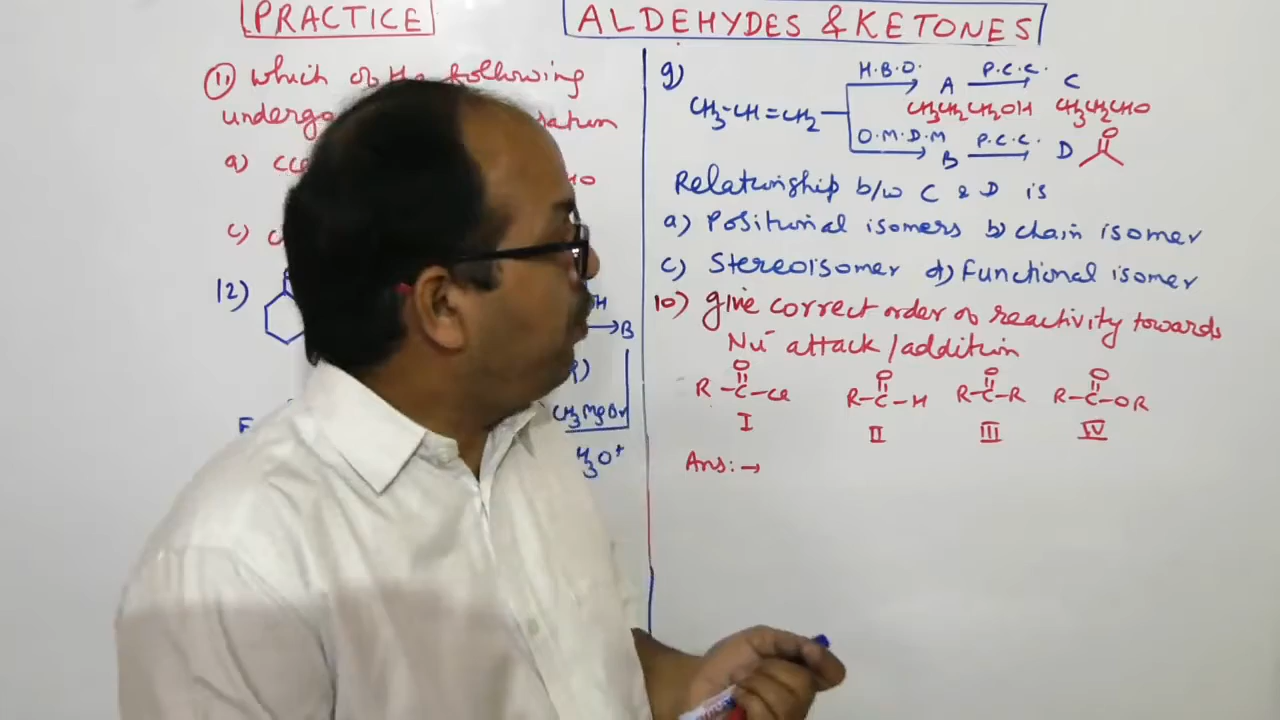 PRACTICE
ALDEHYDES & KETONES
11) Which of the following
a)
c)
12)
B
CH3MgBr
H3O+
9)
H.B.O. P.C.C.
A C
CH3-CH=CH2 CH3CH2CH2OH CH3CH2CHO
O.M.D.M P.C.C.
B D O
Relationship b/w C & D is
a) Positional isomers b) chain isomer
c) Stereoisomer d) Functional isomer
10) Give correct order of reactivity towards
Nu⁻ attack/addition
O O O O
R-C-Cl R-C-H R-C-R R-C-OR
I II III IV
Ans:→